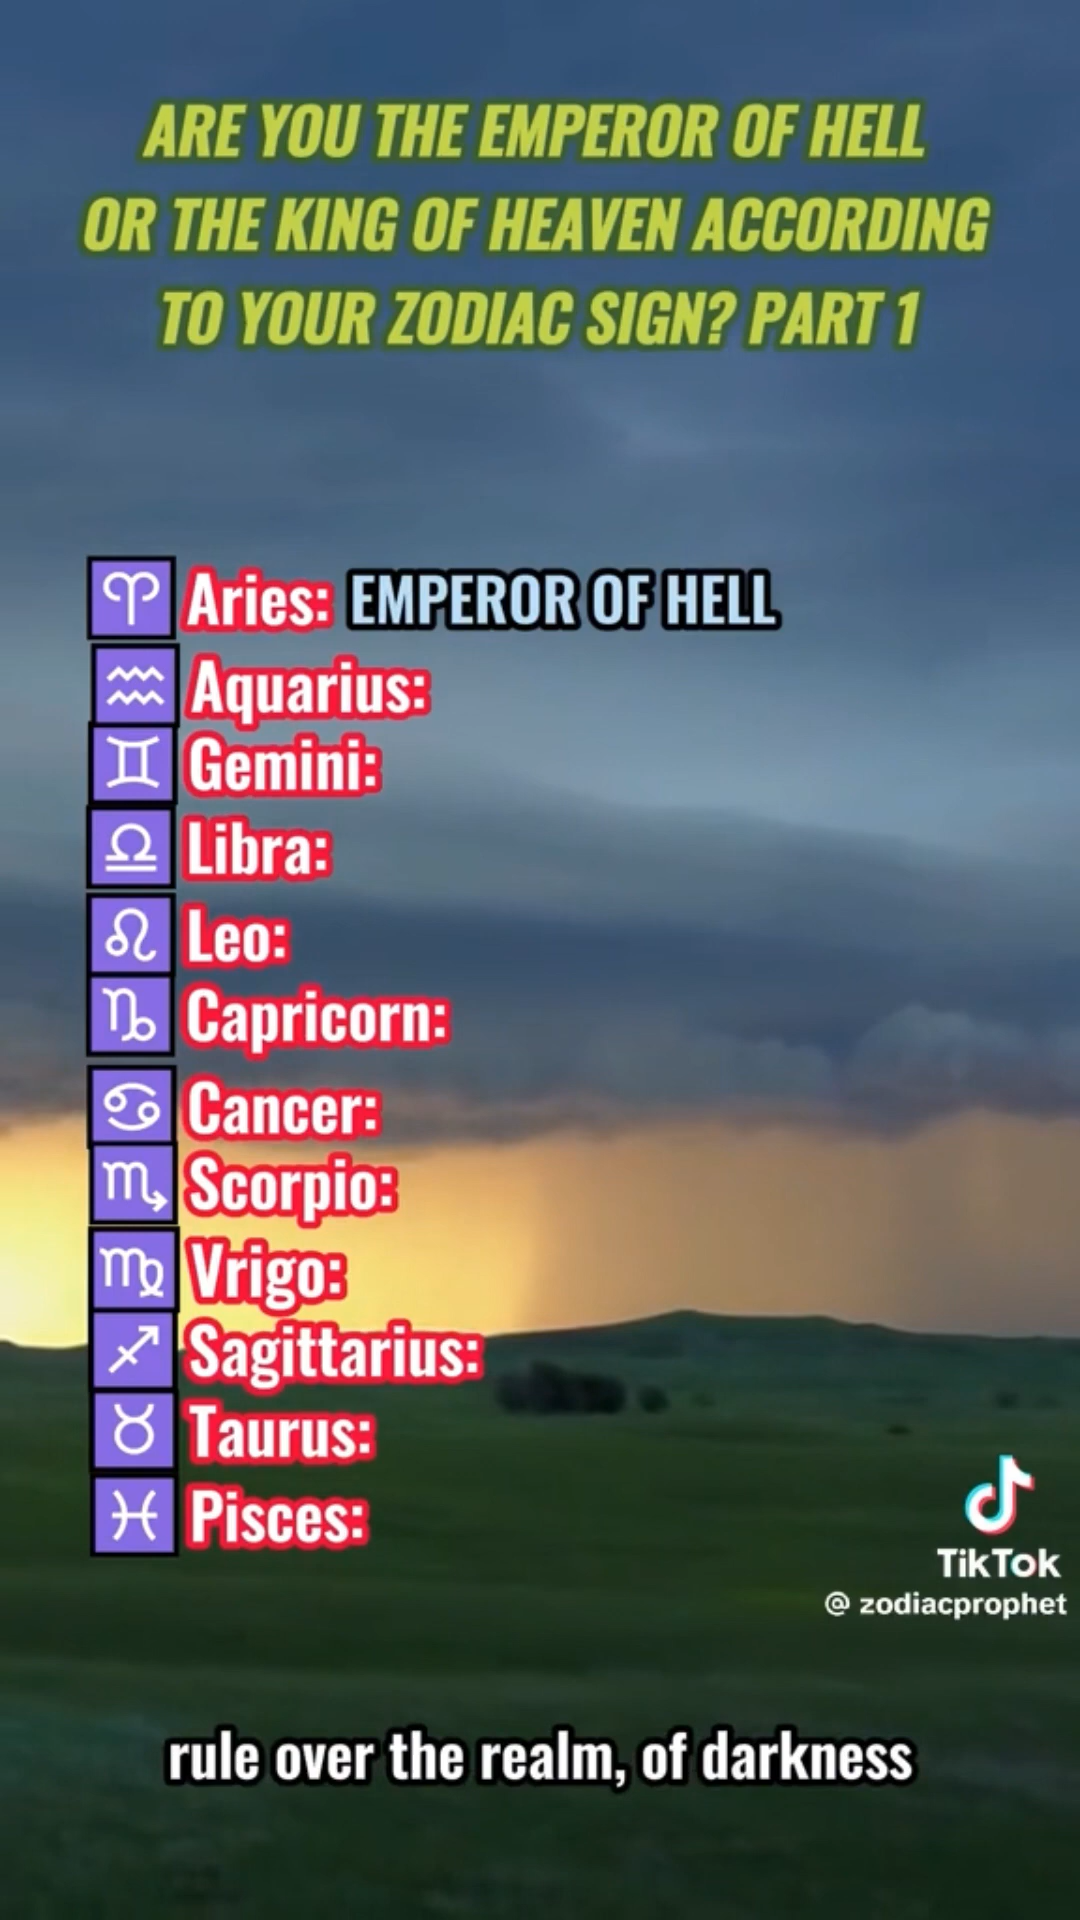 ARE YOU THE EMPEROR OF HELL
OR THE KING OF HEAVEN ACCORDING
TO YOUR ZODIAC SIGN? PART 1
♈ Aries: EMPEROR OF HELL
♒ Aquarius:
♊ Gemini:
♎ Libra:
♌ Leo:
♑ Capricorn:
♋ Cancer:
♏ Scorpio:
♍ Vrigo:
♐ Sagittarius:
♉ Taurus:
♓ Pisces:
TikTok
@ zodiacprophet
rule over the realm, of darkness